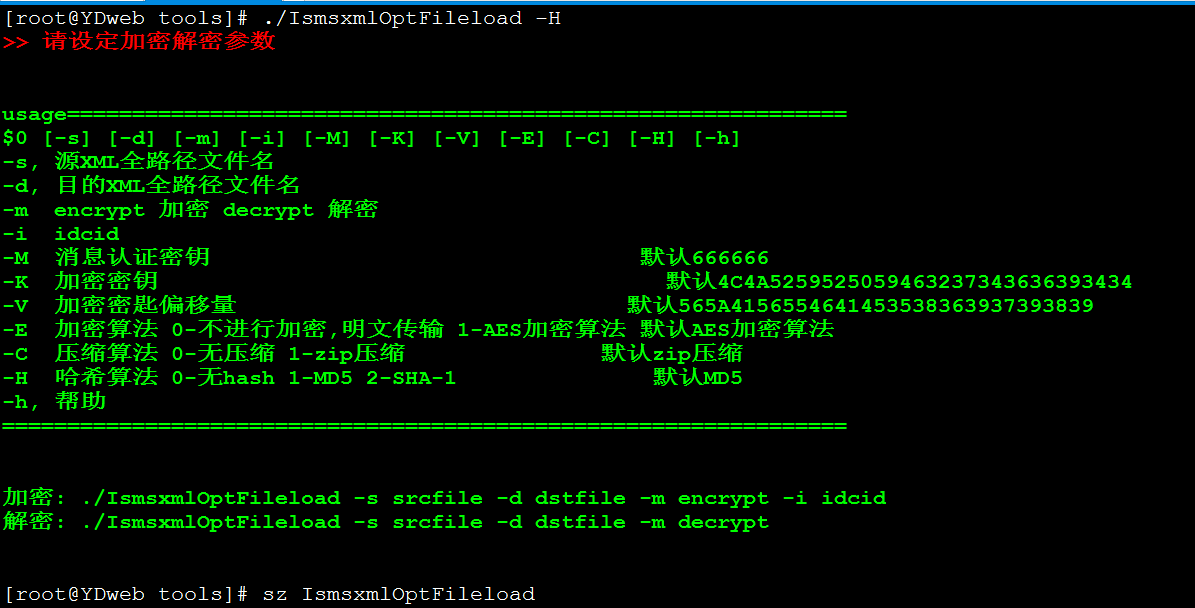 [root@YDweb tools]# ./IsmsxmlOptFileload -H
>> 请设定加密解密参数
usage=================================================================
$0 [-s] [-d] [-m] [-i] [-M] [-K] [-V] [-E] [-C] [-H] [-h]
-s, 源XML全路径文件名
-d, 目的XML全路径文件名
-m  encrypt 加密 decrypt 解密
-i  idcid
-M  消息认证密钥                                 默认666666
-K  加密密钥                                       默认4C4A5259525059463237343636393434
-V  加密密匙偏移量                              默认565A4156554641453538363937393839
-E  加密算法 0-不进行加密,明文传输 1-AES加密算法 默认AES加密算法
-C  压缩算法 0-无压缩 1-zip压缩               默认zip压缩
-H  哈希算法 0-无hash 1-MD5 2-SHA-1               默认MD5
-h, 帮助
=================================================================
加密: ./IsmsxmlOptFileload -s srcfile -d dstfile -m encrypt -i idcid
解密: ./IsmsxmlOptFileload -s srcfile -d dstfile -m decrypt
[root@YDweb tools]# sz IsmsxmlOptFileload